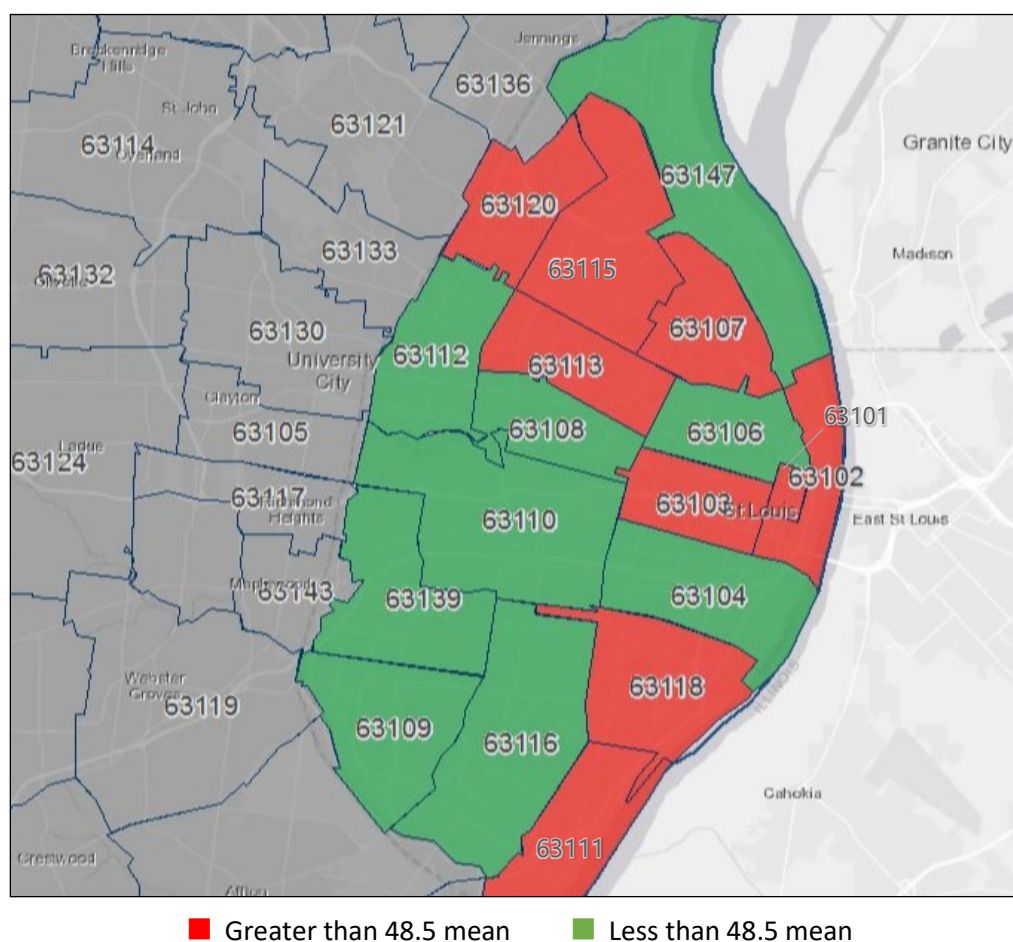 Jennings
Breckenridge
Hills
63136
St John
63121
Granite City
63114
Overland
63147
63120
63133
Madison
63115
63132
Olivette
63130
63107
University
City
63112
63113
Clayton
63101
63105
63108
63106
Ladue
63124
63102
63117
Richmond
Heights
63103
St Louis
East St Louis
63110
Maplewood
63143
63139
63104
Webster
Groves
63118
ILLINOIS
63119
63109
63116
Cahokia
63111
Crestwood
Affton
Greater than 48.5 mean
Less than 48.5 mean